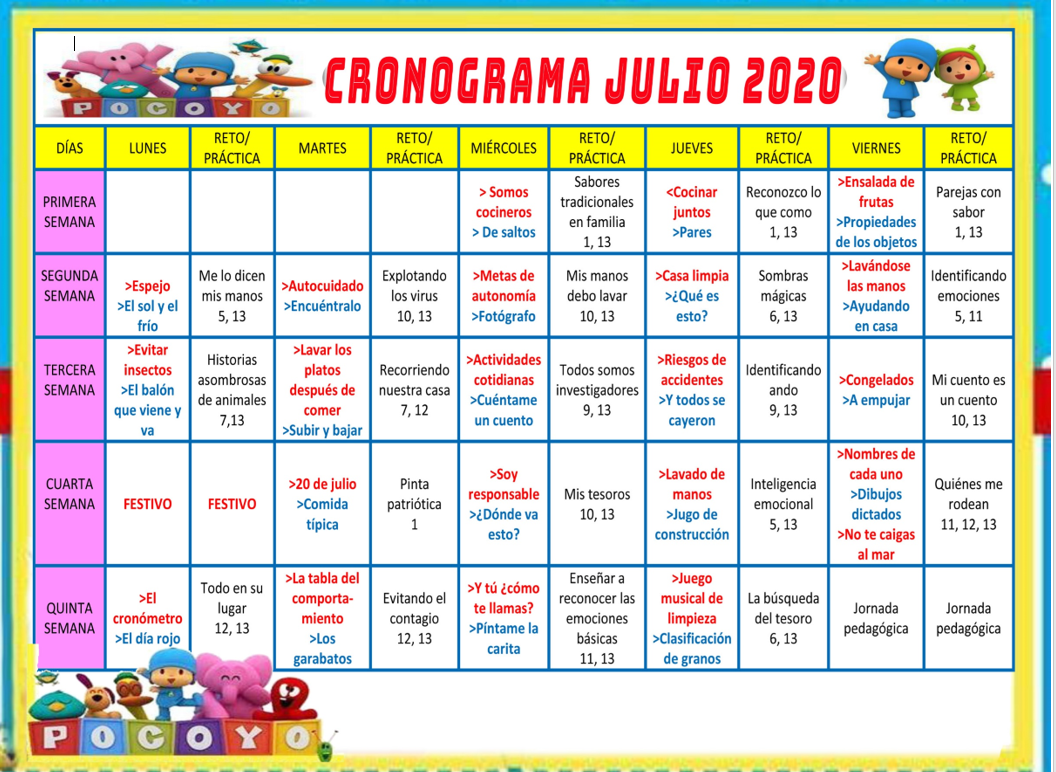 POCOYO
CRONOGRAMA JULIO 2020
DÍAS
LUNES
RETO/
PRÁCTICA
MARTES
RETO/
PRÁCTICA
MIÉRCOLES
RETO/
PRÁCTICA
JUEVES
RETO/
PRÁCTICA
VIERNES
RETO/
PRÁCTICA
PRIMERA
SEMANA
> Somos
cocineros
> De saltos
Sabores
tradicionales
en familia
1, 13
<Cocinar
juntos
>Pares
Reconozco lo
que como
1, 13
>Ensalada de
frutas
>Propiedades
de los objetos
Parejas con
sabor
1, 13
SEGUNDA
SEMANA
>Espejo
>El sol y el
frío
Me lo dicen
mis manos
5, 13
>Autocuidado
>Encuéntralo
Explotando
los virus
10, 13
>Metas de
autonomía
>Fotógrafo
Mis manos
debo lavar
10, 13
>Casa limpia
>¿Qué es
esto?
Sombras
mágicas
6, 13
>Lavándose
las manos
>Ayudando
en casa
Identificando
emociones
5, 11
TERCERA
SEMANA
>Evitar
insectos
>El balón
que viene y
va
Historias
asombrosas
de animales
7,13
>Lavar los
platos
después de
comer
>Subir y bajar
Recorriendo
nuestra casa
7, 12
>Actividades
cotidianas
>Cuéntame
un cuento
Todos somos
investigadores
9, 13
>Riesgos de
accidentes
>Y todos se
cayeron
Identificando
ando
9, 13
>Congelados
>A empujar
Mi cuento es
un cuento
10, 13
CUARTA
SEMANA
FESTIVO
FESTIVO
>20 de julio
>Comida
típica
Pinta
patriótica
1
>Soy
responsable
>¿Dónde va
esto?
Mis tesoros
10, 13
>Lavado de
manos
>Jugo de
construcción
Inteligencia
emocional
5, 13
>Nombres de
cada uno
>Dibujos
dictados
>No te caigas
al mar
Quiénes me
rodean
11, 12, 13
QUINTA
SEMANA
>El
cronómetro
>El día rojo
Todo en su
lugar
12, 13
>La tabla del
comporta-
miento
>Los
garabatos
Evitando el
contagio
12, 13
>Y tú ¿cómo
te llamas?
>Píntame la
carita
Enseñar a
reconocer las
emociones
básicas
11, 13
>Juego
musical de
limpieza
>Clasificación
de granos
La búsqueda
del tesoro
6, 13
Jornada
pedagógica
Jornada
pedagógica
POCOYO